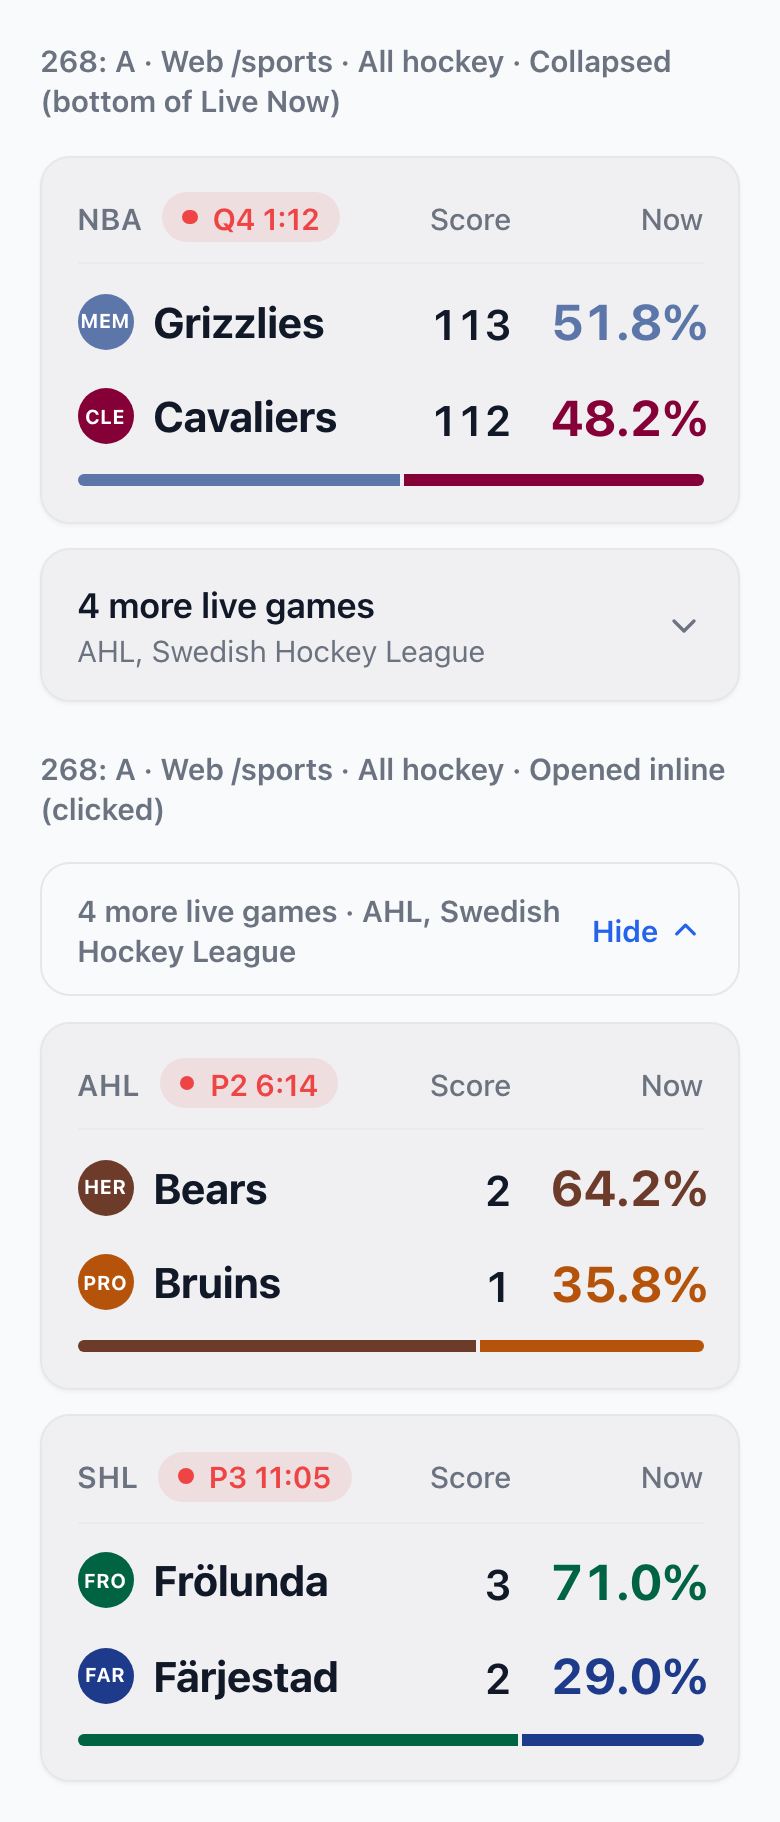 268: A · Web /sports · All hockey · Collapsed
(bottom of Live Now)
NBA Q4 1:12 Score Now
MEM Grizzlies 113 51.8%
CLE Cavaliers 112 48.2%
4 more live games
AHL, Swedish Hockey League
268: A · Web /sports · All hockey · Opened inline
(clicked)
4 more live games · AHL, Swedish
Hockey League
Hide
AHL P2 6:14 Score Now
HER Bears 2 64.2%
PRO Bruins 1 35.8%
SHL P3 11:05 Score Now
FRO Frölunda 3 71.0%
FAR Färjestad 2 29.0%